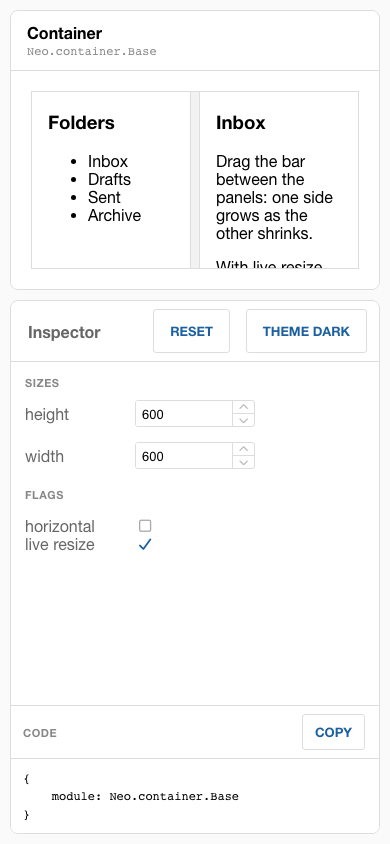 Container
Neo.container.Base
Folders
Inbox
Drafts
Sent
Archive
Inbox
Drag the bar
between the
panels: one side
grows as the
other shrinks.
With live resize
Inspector
RESET
THEME DARK
SIZES
height
600
width
600
FLAGS
horizontal
live resize
CODE
COPY
{
module: Neo.container.Base
}